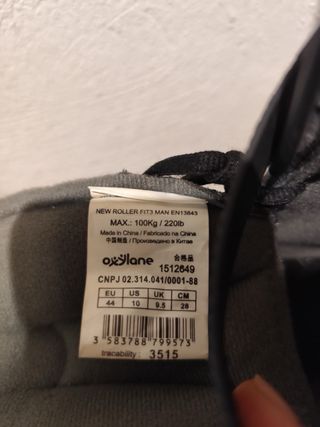 NEW ROLLER FIT3 MAN EN13843
MAX.: 100Kg / 220lb
Made in China / Fabricado na China
中国制造 / Произведено в Китае
oxylane 合格品
1512649
CNPJ 02.314.041/0001-88
EU US UK CM
44 10 9.5 28
3 583788 799573
tracability : 3515